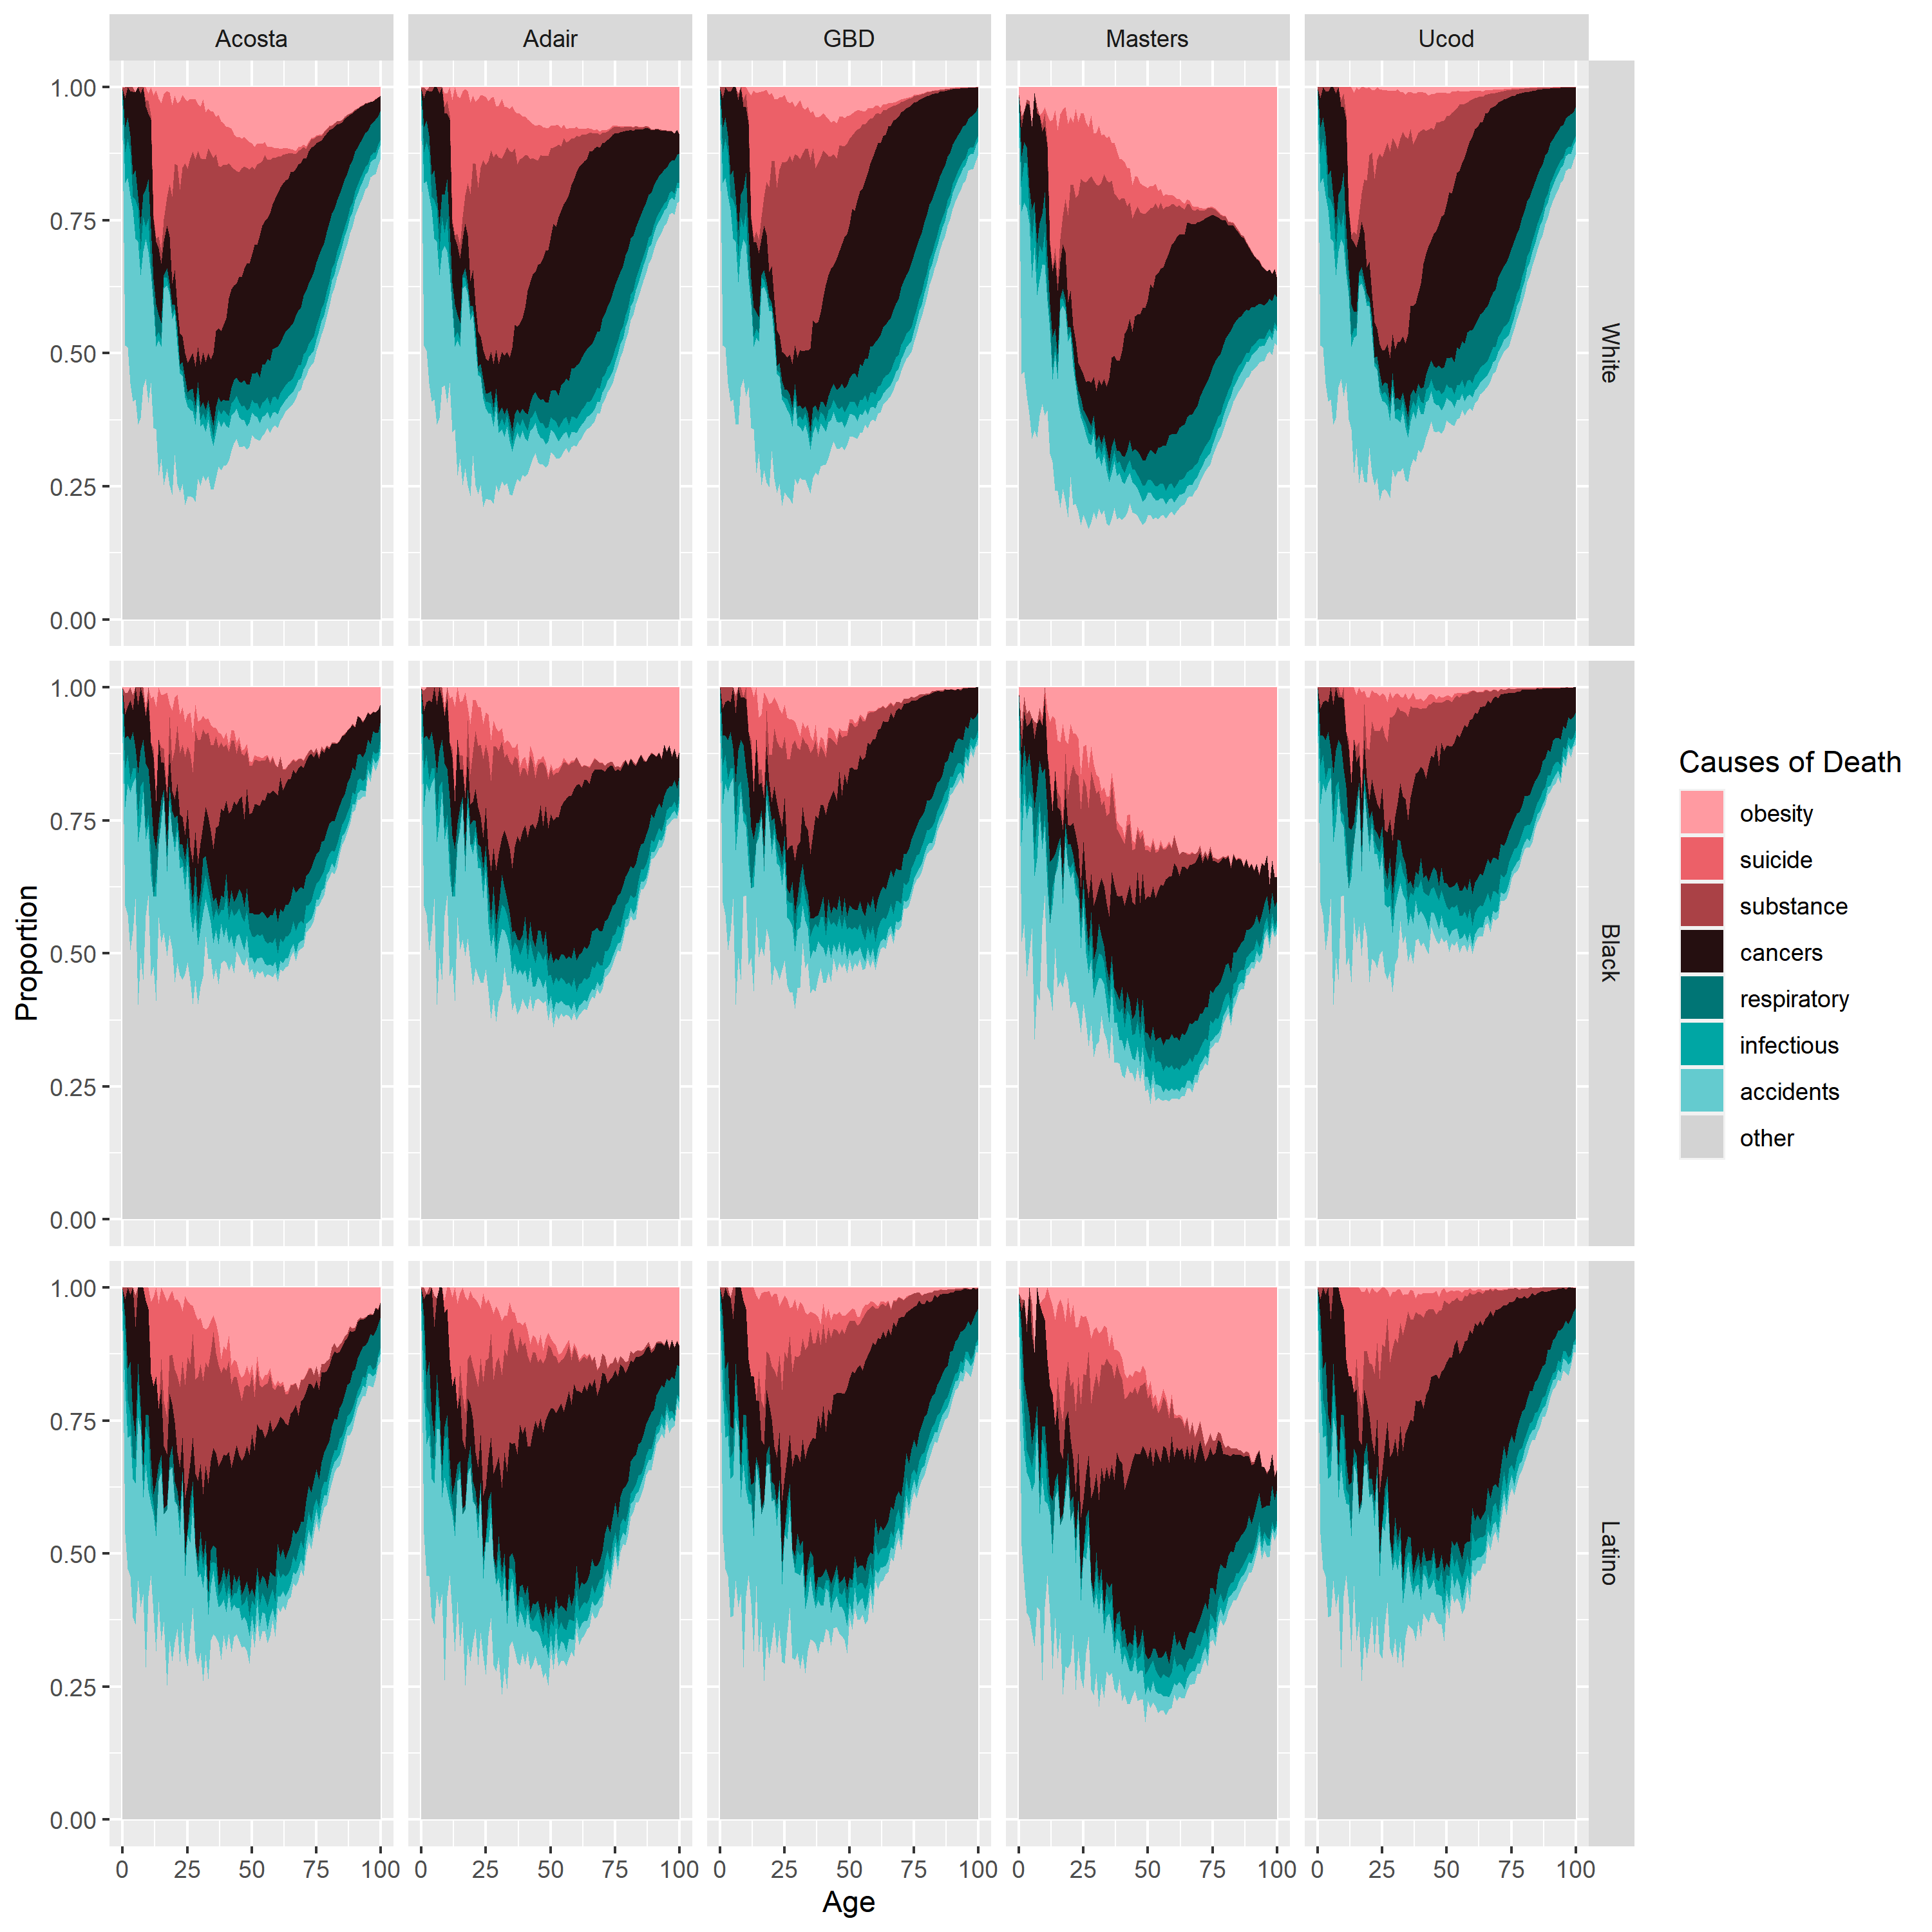 Acosta Adair GBD Masters Ucod
1.00
0.75
0.50
0.25
0.00
White
1.00
0.75
0.50
0.25
0.00
Black
1.00
0.75
0.50
0.25
0.00
Latino
Proportion
0 25 50 75 100 0 25 50 75 100 0 25 50 75 100 0 25 50 75 100 0 25 50 75 100
Age
Causes of Death
obesity
suicide
substance
cancers
respiratory
infectious
accidents
other